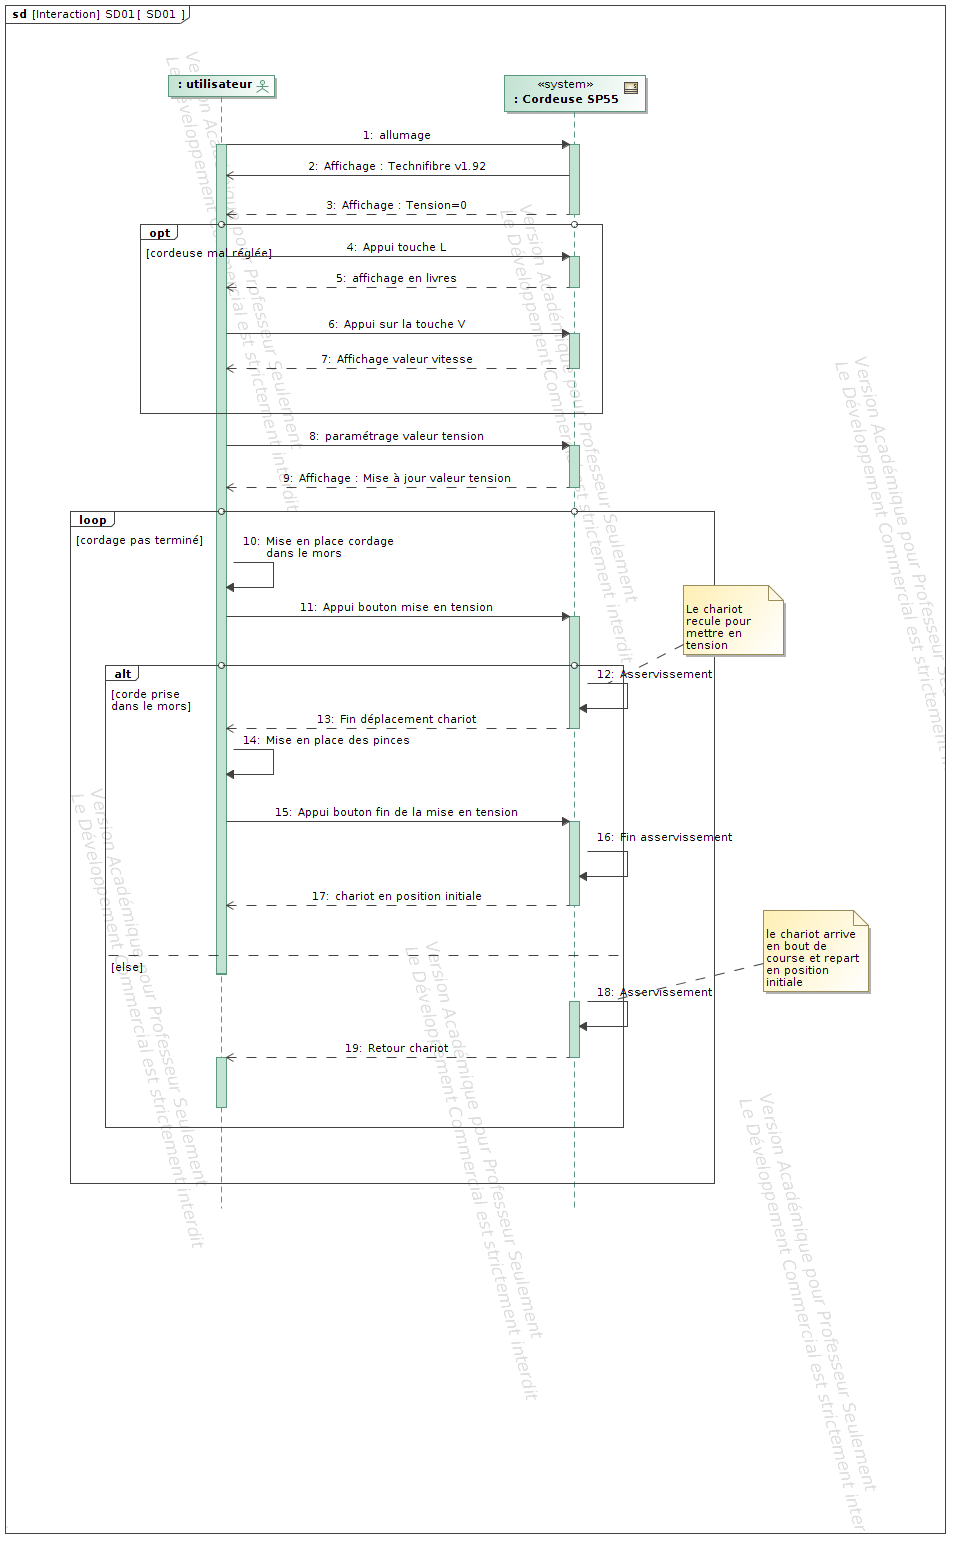 sd [Interaction] SD01 [ SD01 ]
: utilisateur
«system»
: Cordeuse SP55
1: allumage
2: Affichage : Technifibre v1.92
3: Affichage : Tension=0
opt
[cordeuse mal réglée]
4: Appui touche L
5: affichage en livres
6: Appui sur la touche V
7: Affichage valeur vitesse
8: paramétrage valeur tension
9: Affichage : Mise à jour valeur tension
loop
[cordage pas terminé]
10: Mise en place cordage
dans le mors
11: Appui bouton mise en tension
Le chariot
recule pour
mettre en
tension
alt
[corde prise
dans le mors]
12: Asservissement
13: Fin déplacement chariot
14: Mise en place des pinces
15: Appui bouton fin de la mise en tension
16: Fin asservissement
17: chariot en position initiale
[else]
le chariot arrive
en bout de
course et repart
en position
initiale
18: Asservissement
19: Retour chariot
Version Académique pour Professeur Seulement
Le Développement Commercial est strictement interdit
Version Académique pour Professeur Seulement
Le Développement Commercial est strictement interdit
Version Académique pour Professeur Seulement
Le Développement Commercial est strictement in
Version Académique pour Professeur Seulement
Le Développement Commercial est strictement interdit
Version Académique pour Professeur Seulement
Le Développement Commercial est strictement interdit
Version Académique pour Professeur Seulement
Le Développement Commercial est strictement inter